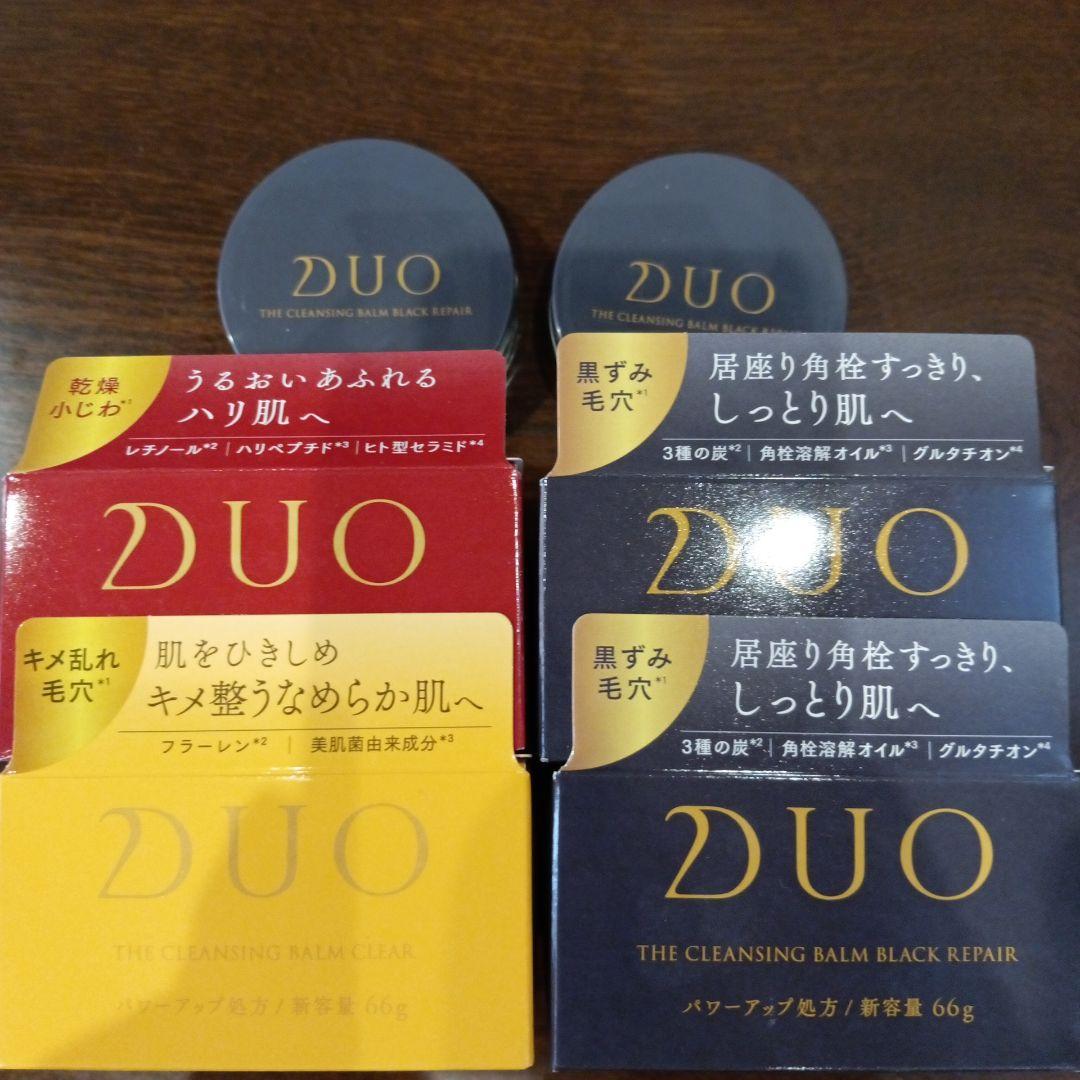 DUO
THE CLEANSING BALM BLACK REPAIR
DUO
THE CLEANSING BALM BLACK REPAIR
乾燥
小じわ*1
うるおいあふれる
ハリ肌へ
レチノール*2 | ハリペプチド*3 | ヒト型セラミド*4
DUO
黒ずみ
毛穴*1
居座り角栓すっきり、
しっとり肌へ
3種の炭*2 | 角栓溶解オイル*3 | グルタチオン*4
DUO
キメ乱れ
毛穴*1
肌をひきしめ
キメ整うなめらか肌へ
フラーレン*2 | 美肌菌由来成分*3
DUO
THE CLEANSING BALM CLEAR
パワーアップ処方 / 新容量 66g
黒ずみ
毛穴*1
居座り角栓すっきり、
しっとり肌へ
3種の炭*2 | 角栓溶解オイル*3 | グルタチオン*4
DUO
THE CLEANSING BALM BLACK REPAIR
パワーアップ処方 / 新容量 66g